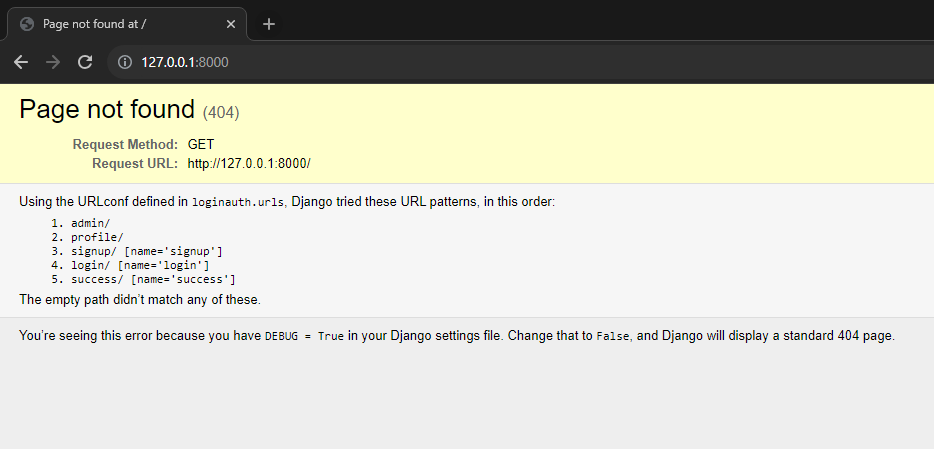 Page not found at /
127.0.0.1:8000
Page not found (404)
Request Method: GET
Request URL: http://127.0.0.1:8000/
Using the URLconf defined in loginauth.urls, Django tried these URL patterns, in this order:
1. admin/
2. profile/
3. signup/ [name='signup']
4. login/ [name='login']
5. success/ [name='success']
The empty path didn’t match any of these.
You’re seeing this error because you have DEBUG = True in your Django settings file. Change that to False, and Django will display a standard 404 page.